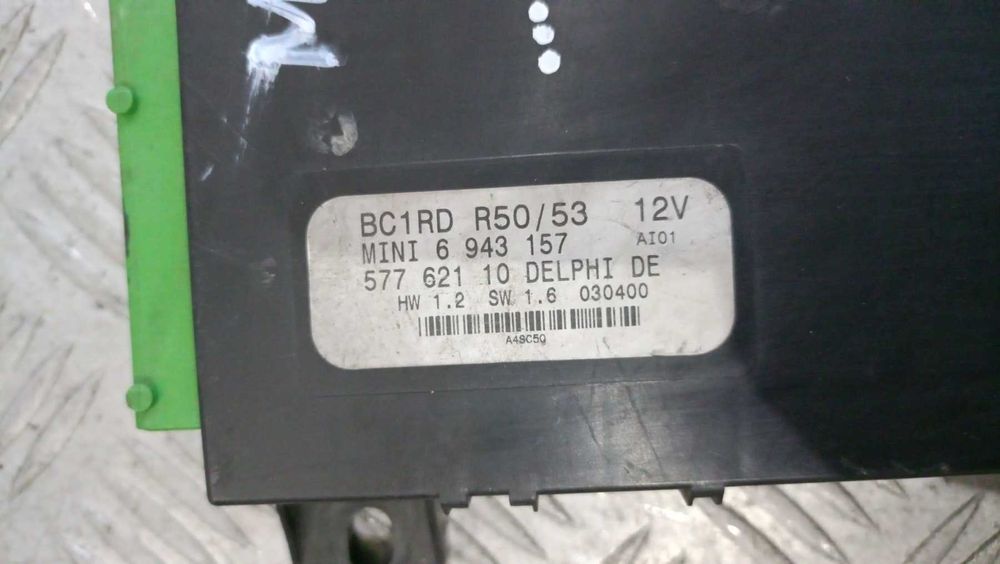 M
BC1RD R50/53 12V
MINI 6 943 157 AI01
577 621 10 DELPHI DE
HW 1.2 SW 1.6 030400
A49C5Q